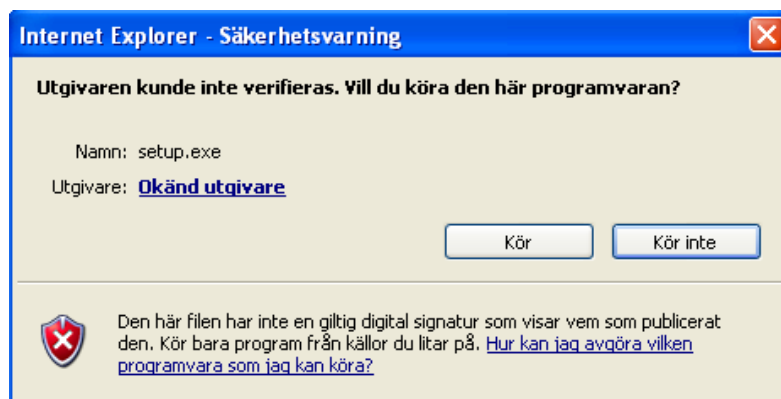 Internet Explorer - Säkerhetsvarning
Utgivaren kunde inte verifieras. Vill du köra den här programvaran?
Namn: setup.exe
Utgivare: Okänd utgivare
Kör Kör inte
Den här filen har inte en giltig digital signatur som visar vem som publicerat
den. Kör bara program från källor du litar på. Hur kan jag avgöra vilken
programvara som jag kan köra?